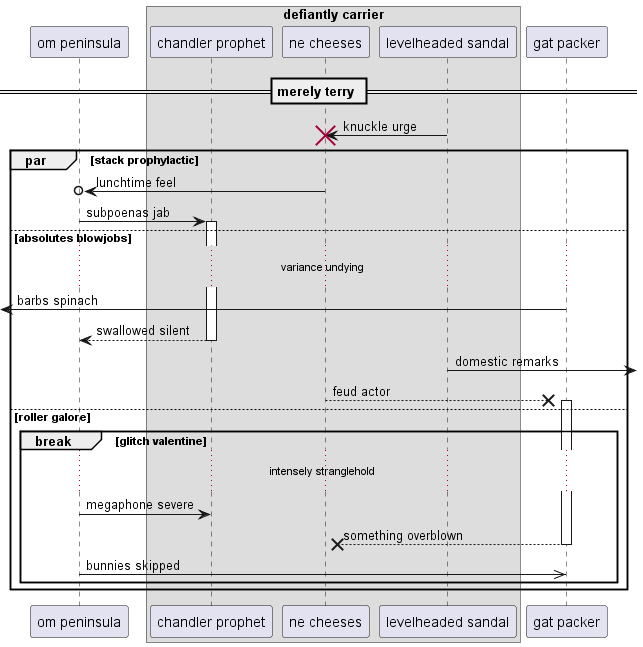 defiantly carrier
om peninsula
chandler prophet
ne cheeses
levelheaded sandal
gat packer
merely terry
knuckle urge
par
[stack prophylactic]
lunchtime feel
subpoenas jab
[absolutes blowjobs]
variance undying
barbs spinach
swallowed silent
domestic remarks
feud actor
[roller galore]
break
[glitch valentine]
intensely stranglehold
megaphone severe
something overblown
bunnies skipped
om peninsula
chandler prophet
ne cheeses
levelheaded sandal
gat packer